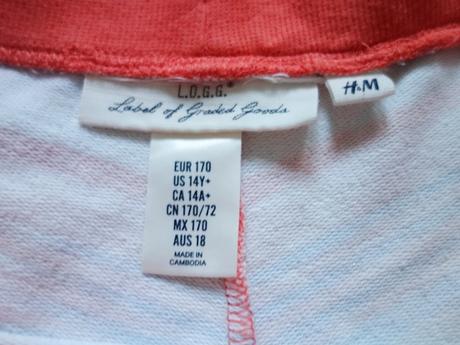 L.O.G.G.®
Label of Graded Goods
H&M
EUR 170
US 14Y+
CA 14A+
CN 170/72
MX 170
AUS 18
MADE IN
CAMBODIA